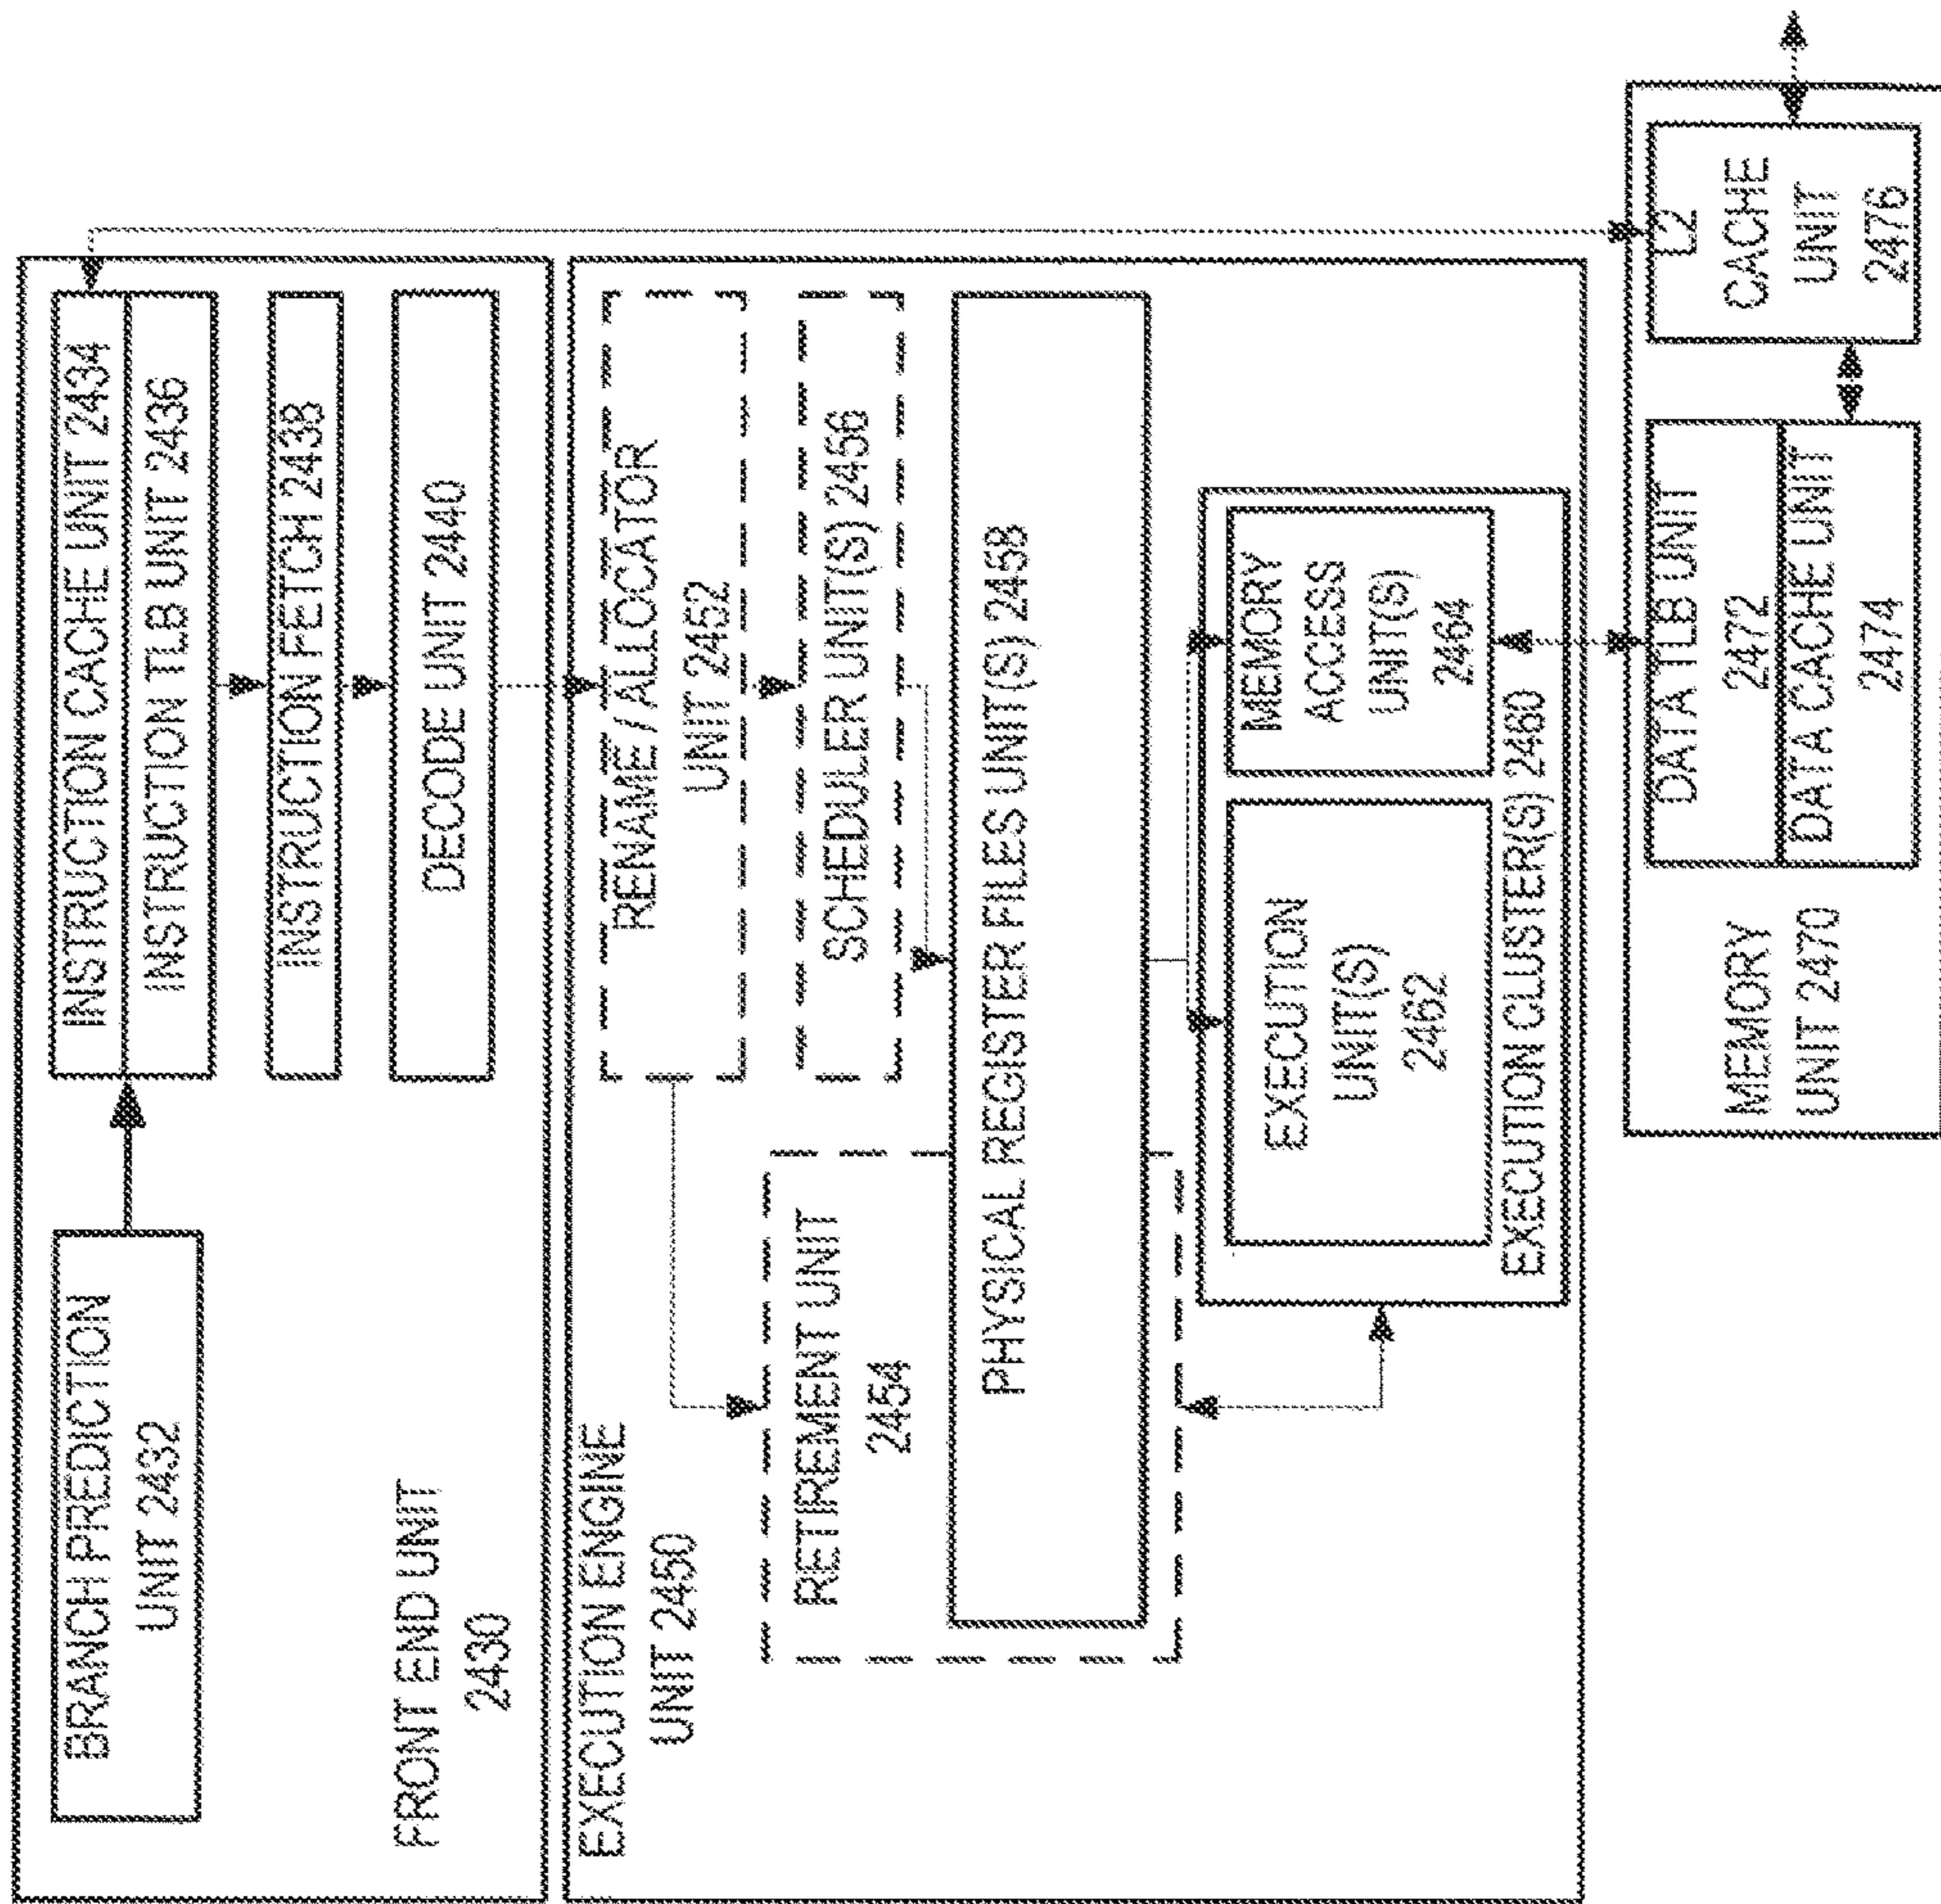 BRANCH PREDICTION
UNIT 2432
INSTRUCTION CACHE UNIT 2434
INSTRUCTION TLB UNIT 2436
INSTRUCTION FETCH 2438
DECODE UNIT 2440
FRONT END UNIT
2430
EXECUTION ENGINE
UNIT 2450
RENAME / ALLOCATOR
UNIT 2452
RETIREMENT UNIT
2454
SCHEDULER UNIT(S) 2456
PHYSICAL REGISTER FILES UNIT(S) 2458
EXECUTION
UNIT(S)
2462
MEMORY
ACCESS
UNIT(S)
2464
EXECUTION CLUSTER(S) 2460
MEMORY
UNIT 2470
DATA TLB UNIT
2472
DATA CACHE UNIT
2474
L2
CACHE
UNIT
2476